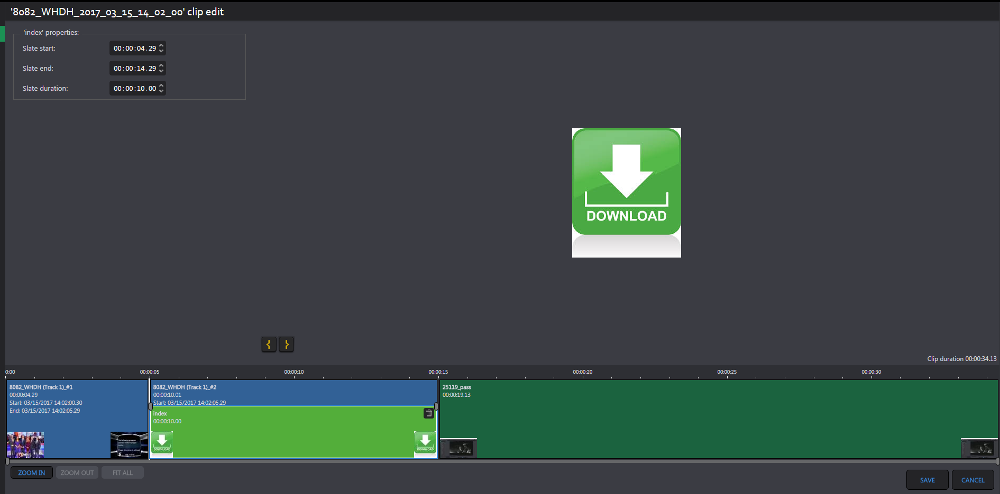 '8082_WHDH_2017_03_15_14_02_00' clip edit
'index' properties:
Slate start: 00:00:04.29
Slate end: 00:00:14.29
Slate duration: 00:00:10.00
DOWNLOAD
{ }
Clip duration 00:00:34.13
0:00 00:00:05 00:00:10 00:00:15 00:00:20 00:00:25 00:00:30
8082_WHDH (Track 1)_#1
00:00:04.29
Start: 03/15/2017 14:02:00.30
End: 03/15/2017 14:02:05.29
8082_WHDH (Track 1)_#2
00:00:10.01
Start: 03/15/2017 14:02:05.29
index
00:00:10.00
DOWNLOAD
DOWNLOAD
25119_pass
00:00:19.13
ZOOM IN ZOOM OUT FIT ALL
SAVE CANCEL